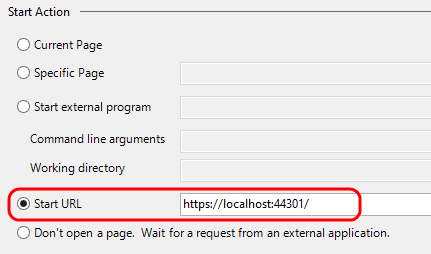 Start Action
Current Page
Specific Page
Start external program
Command line arguments
Working directory
Start URL https://localhost:44301/
Don't open a page.  Wait for a request from an external application.